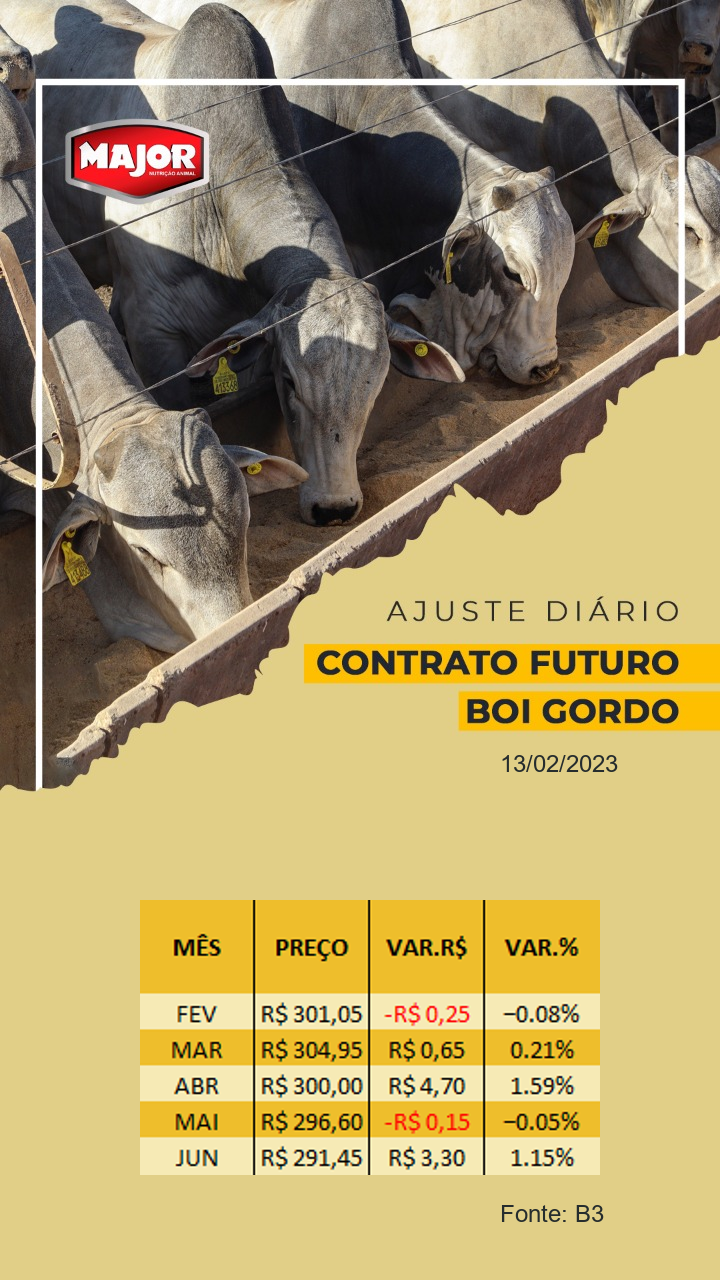 MAJOR
NUTRIÇÃO ANIMAL
AJUSTE DIÁRIO
CONTRATO FUTURO
BOI GORDO
13/02/2023
MÊS PREÇO VAR.R$ VAR.%
FEV R$ 301,05 -R$ 0,25 −0.08%
MAR R$ 304,95 R$ 0,65 0.21%
ABR R$ 300,00 R$ 4,70 1.59%
MAI R$ 296,60 -R$ 0,15 −0.05%
JUN R$ 291,45 R$ 3,30 1.15%
Fonte: B3